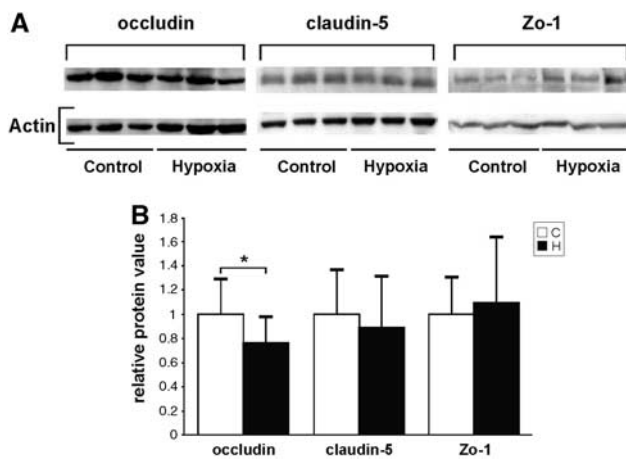 A
occludin claudin-5 Zo-1
Actin
Control Hypoxia Control Hypoxia Control Hypoxia
B
relative protein value
1.8
1.6
1.4
1.2
1
0.8
0.6
0.4
0.2
0
*
C
H
occludin claudin-5 Zo-1